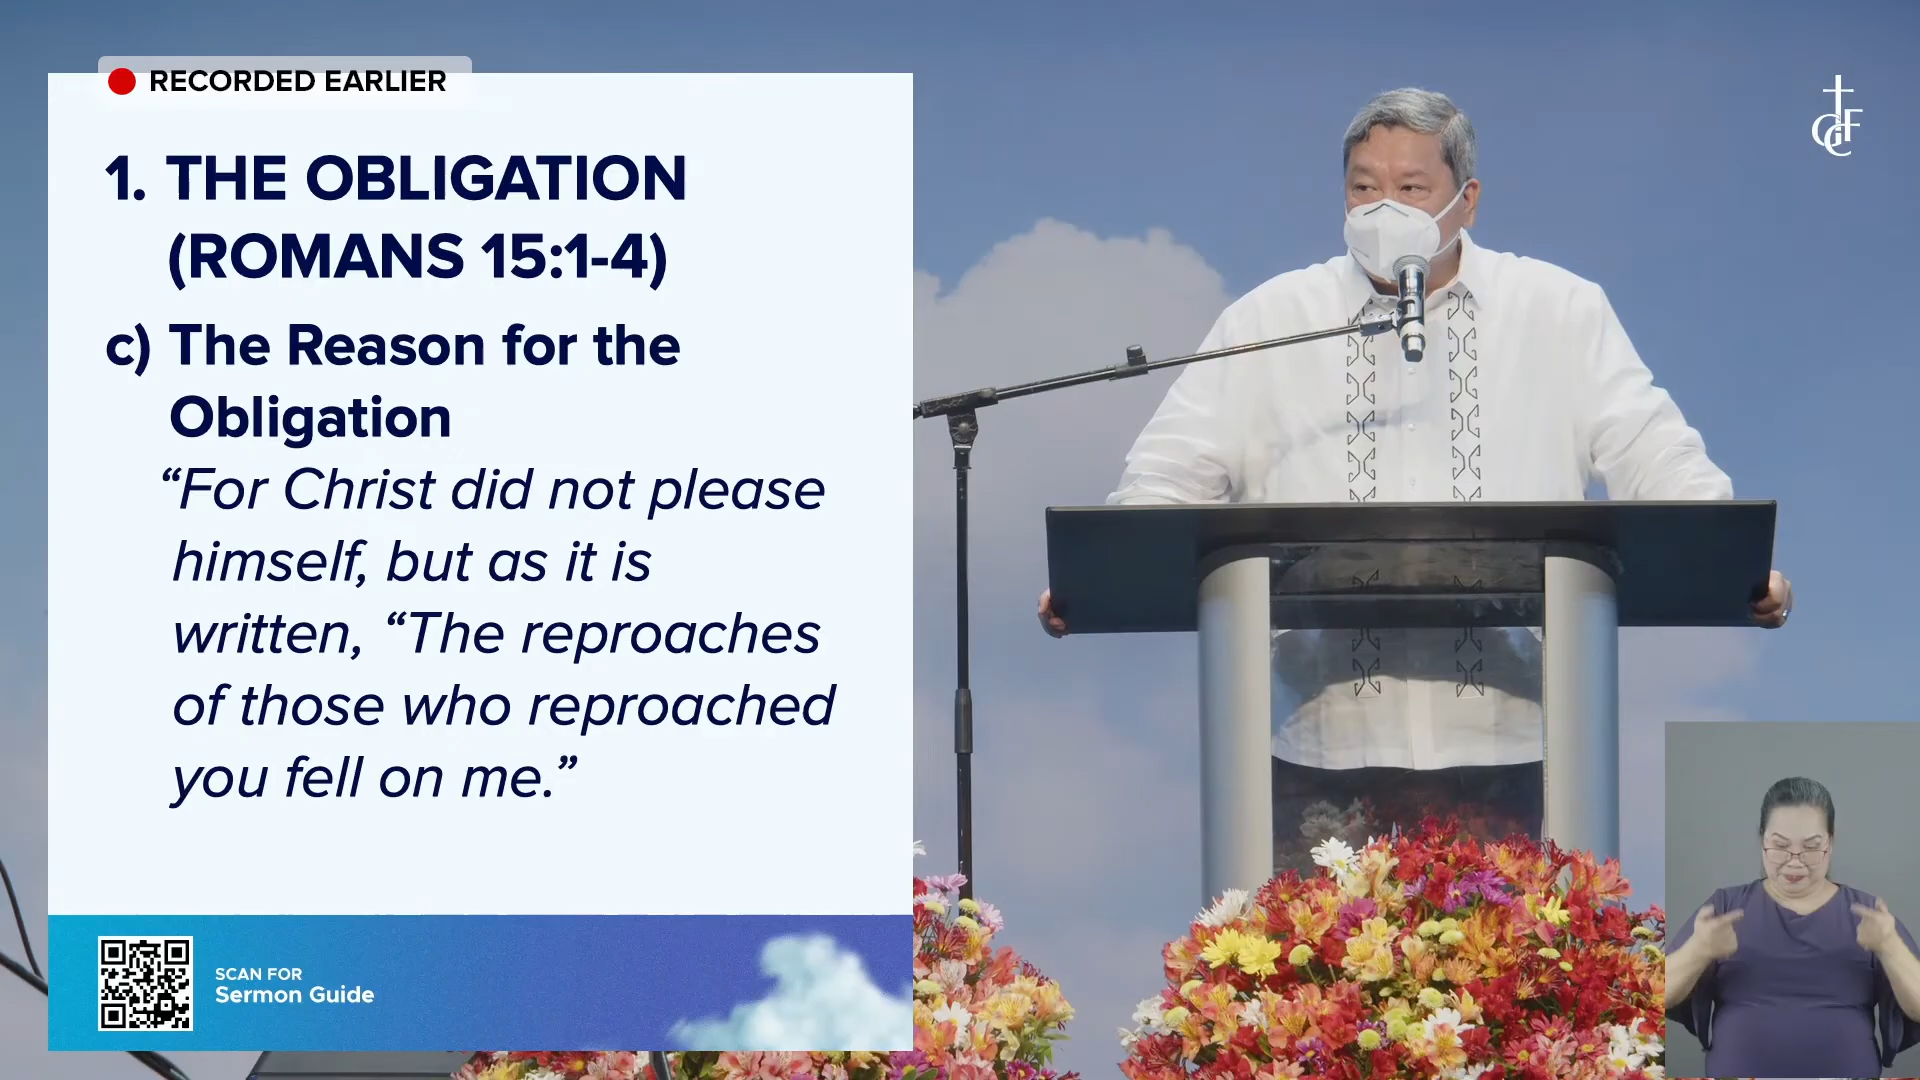 RECORDED EARLIER
1. THE OBLIGATION
(ROMANS 15:1-4)
c) The Reason for the
Obligation
“For Christ did not please
himself, but as it is
written, “The reproaches
of those who reproached
you fell on me.”
SCAN FOR
Sermon Guide
CCF